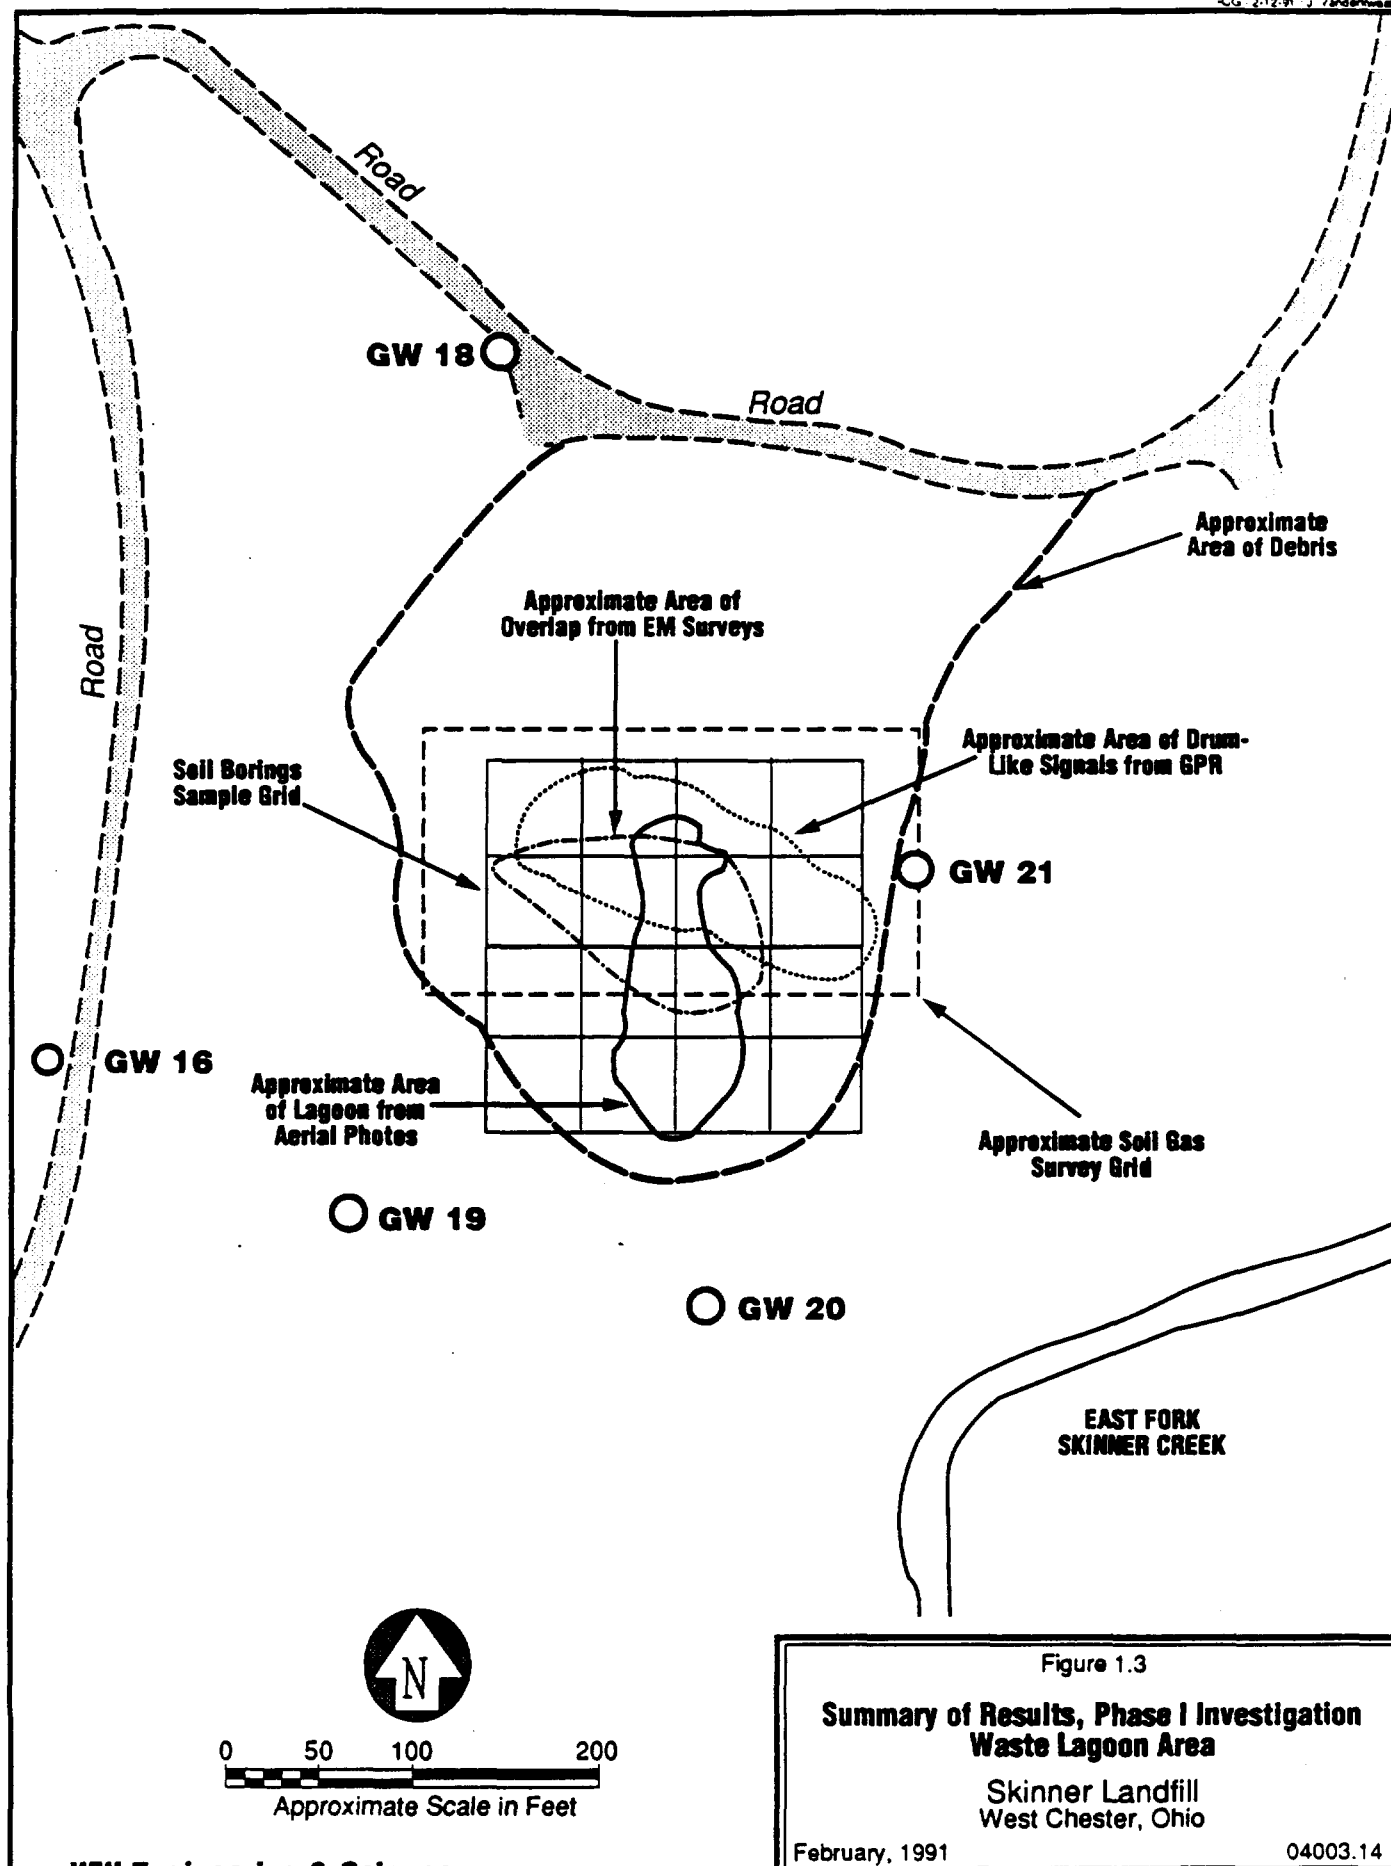 Road
GW 18
Road
Approximate
Area of Debris
Approximate Area of
Overlap from EM Surveys
Road
Approximate Area of Drum-
Like Signals from GPR
Soil Borings
Sample Grid
GW 21
GW 16
Approximate Area
of Lagoon from
Aerial Photos
Approximate Soil Gas
Survey Grid
GW 19
GW 20
EAST FORK
SKINNER CREEK
N
0 50 100 200
Approximate Scale in Feet
Figure 1.3
Summary of Results, Phase I Investigation
Waste Lagoon Area
Skinner Landfill
West Chester, Ohio
February, 1991 04003.14